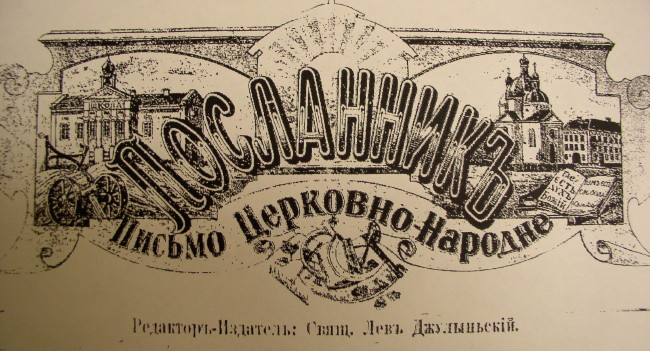 ПОСЛАННИКЪ
Письмо Церковно-Народне
Редакторъ-Издатель: Свящ. Левъ Джулыньскій.